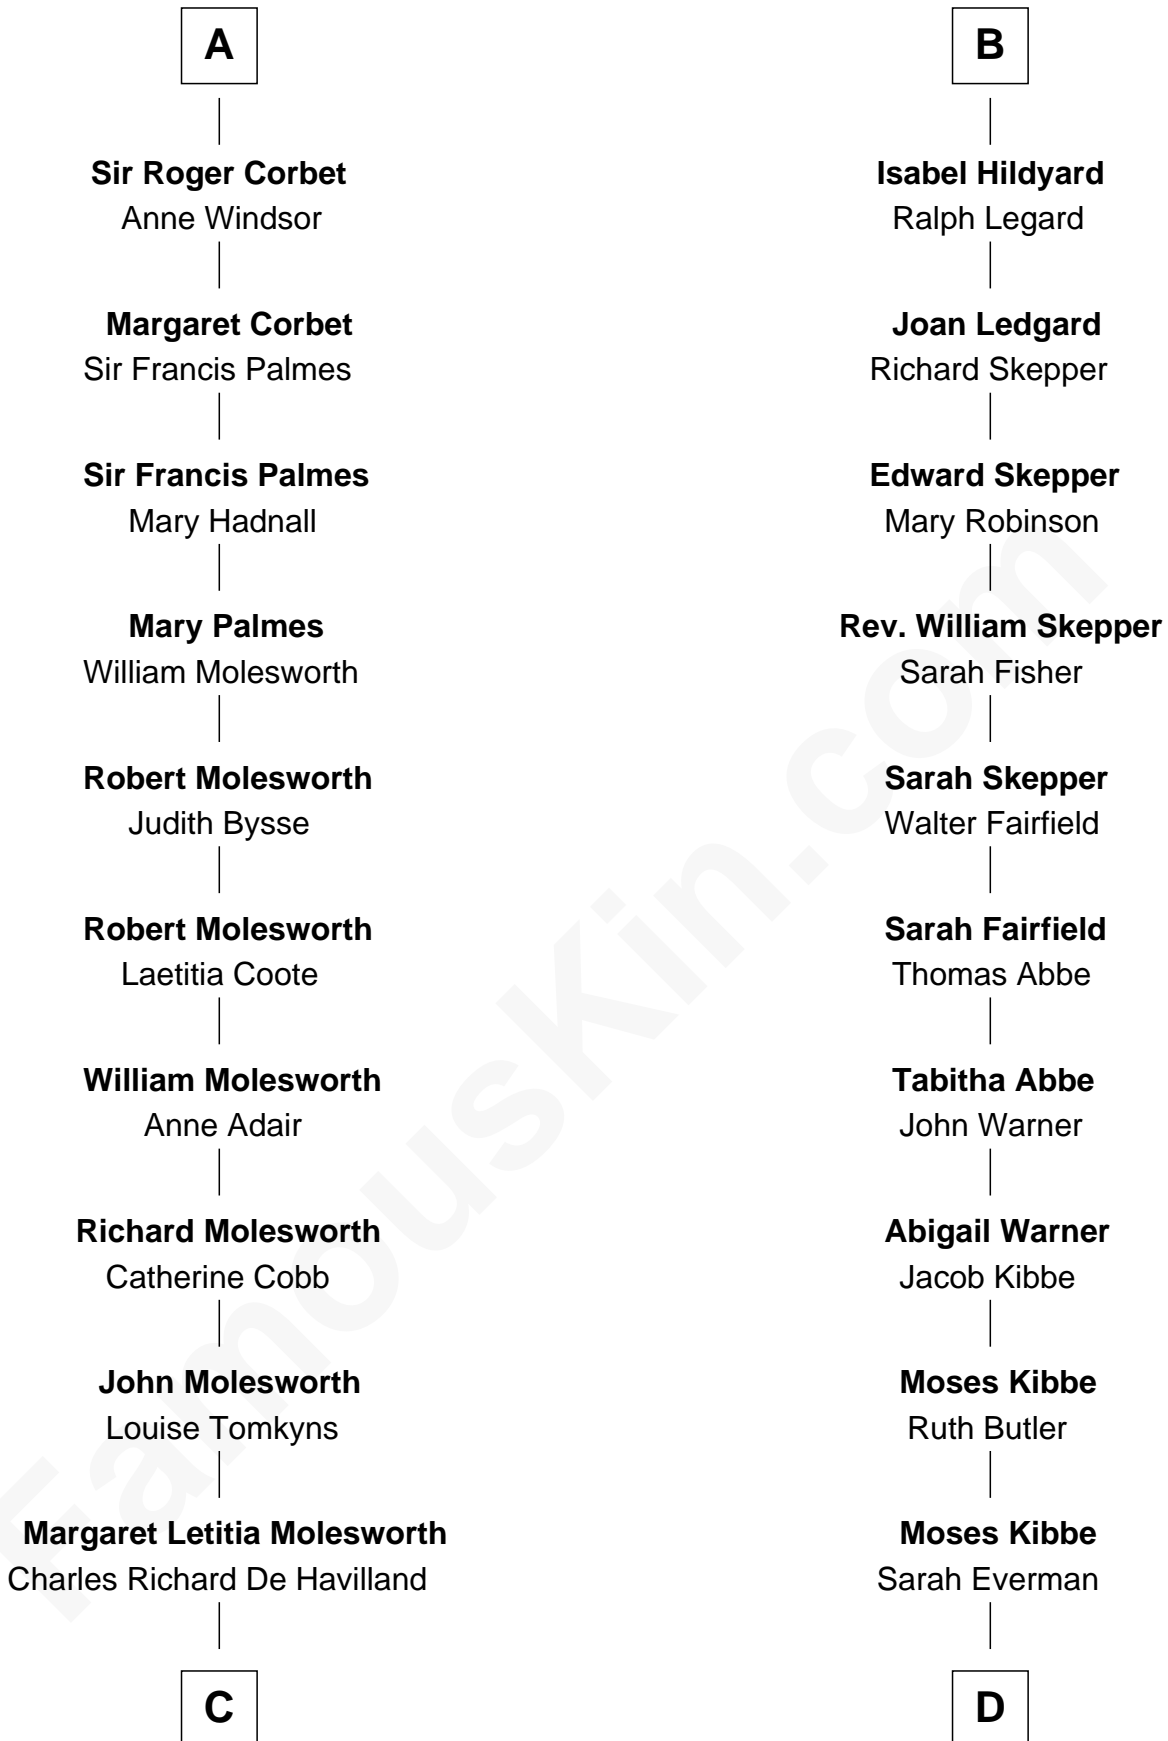 A
Sir Roger Corbet
Anne Windsor
Margaret Corbet
Sir Francis Palmes
Sir Francis Palmes
Mary Hadnall
Mary Palmes
William Molesworth
Robert Molesworth
Judith Bysse
Robert Molesworth
Laetitia Coote
William Molesworth
Anne Adair
Richard Molesworth
Catherine Cobb
John Molesworth
Louise Tomkyns
Margaret Letitia Molesworth
Charles Richard De Havilland
C
B
Isabel Hildyard
Ralph Legard
Joan Ledgard
Richard Skepper
Edward Skepper
Mary Robinson
Rev. William Skepper
Sarah Fisher
Sarah Skepper
Walter Fairfield
Sarah Fairfield
Thomas Abbe
Tabitha Abbe
John Warner
Abigail Warner
Jacob Kibbe
Moses Kibbe
Ruth Butler
Moses Kibbe
Sarah Everman
D
FamousKin.com